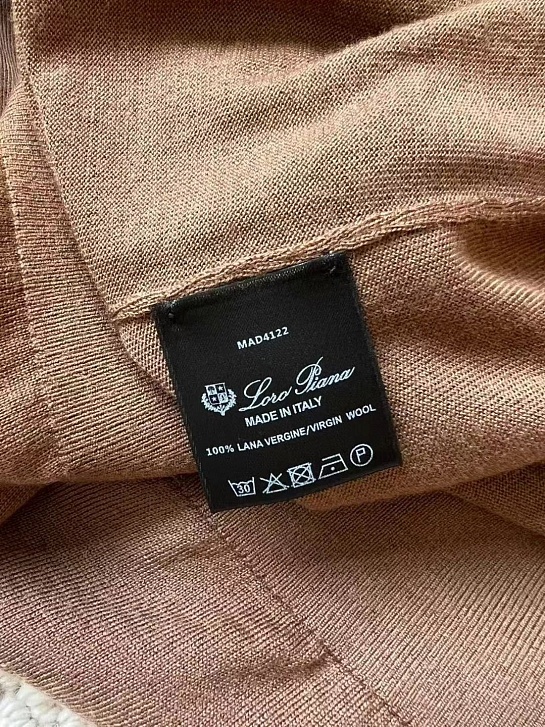 MAD4122
Loro Piana
MADE IN ITALY
100% LANA VERGINE/VIRGIN WOOL
30 P